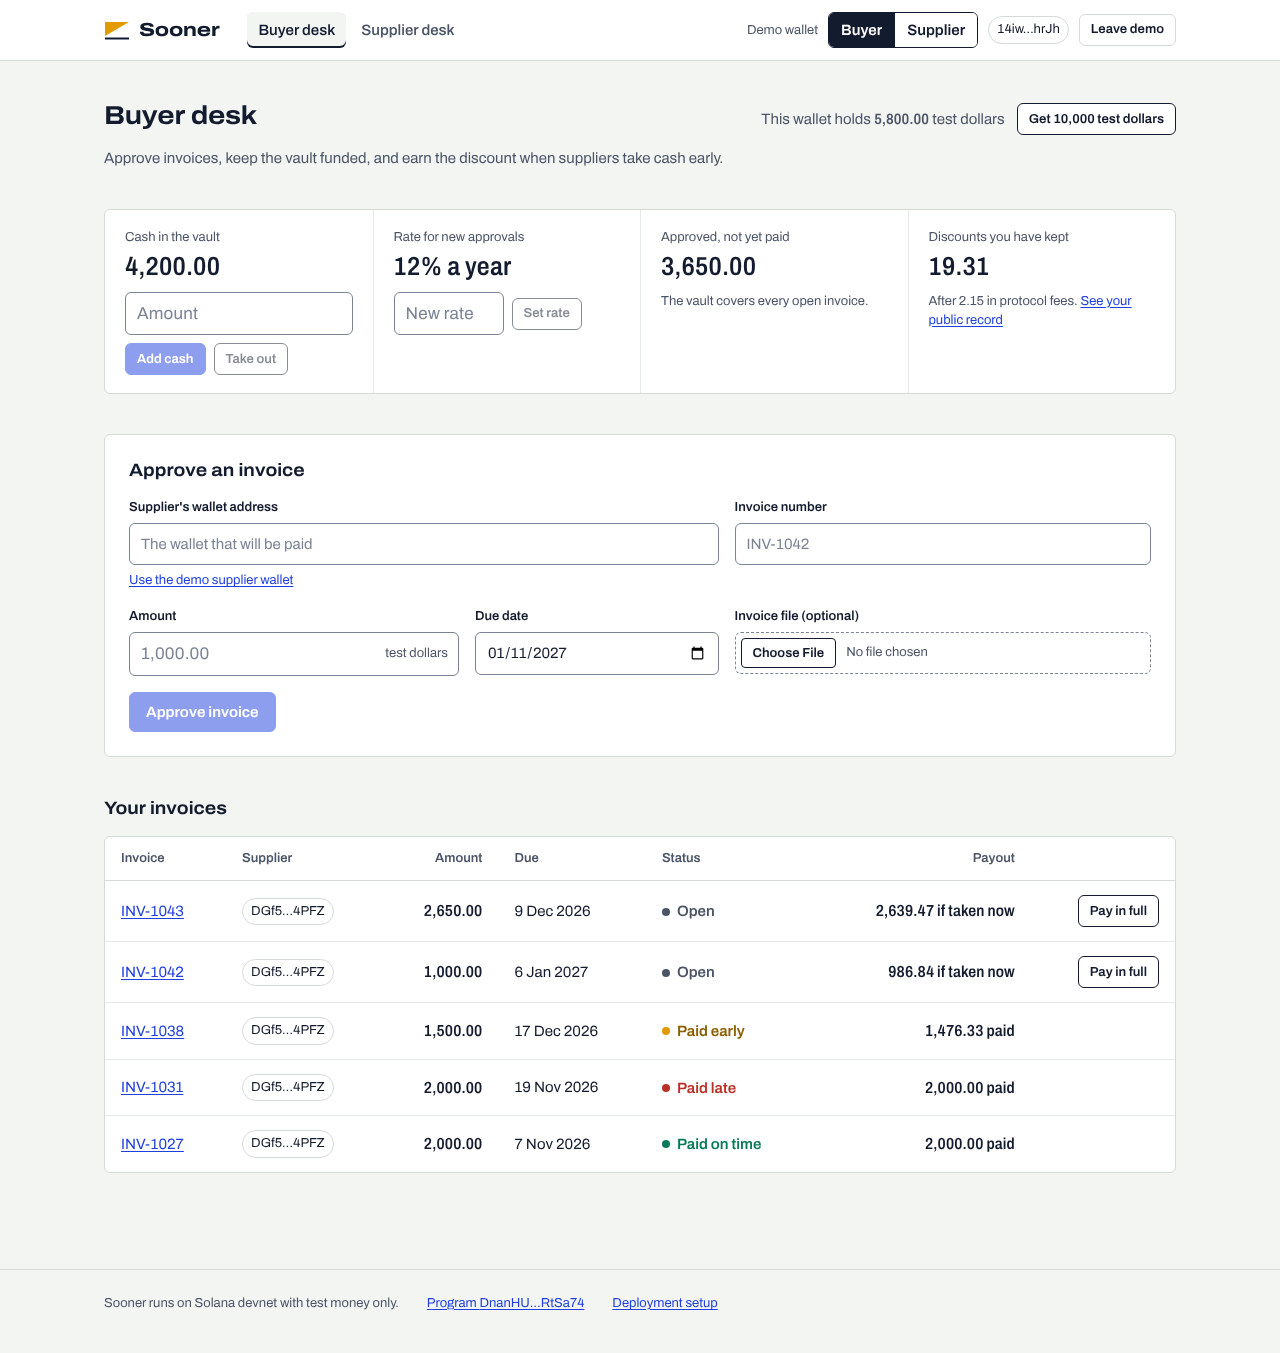 Sooner
Buyer desk
Supplier desk
Demo wallet
Buyer
Supplier
14iw...hrJh
Leave demo
Buyer desk
This wallet holds 5,800.00 test dollars
Get 10,000 test dollars
Approve invoices, keep the vault funded, and earn the discount when suppliers take cash early.
Cash in the vault
4,200.00
Amount
Add cash
Take out
Rate for new approvals
12% a year
New rate
Set rate
Approved, not yet paid
3,650.00
The vault covers every open invoice.
Discounts you have kept
19.31
After 2.15 in protocol fees. See your
public record
Approve an invoice
Supplier's wallet address
The wallet that will be paid
Use the demo supplier wallet
Invoice number
INV-1042
Amount
1,000.00 test dollars
Due date
01/11/2027
Invoice file (optional)
Choose File No file chosen
Approve invoice
Your invoices
Invoice Supplier Amount Due Status Payout
INV-1043 DGf5...4PFZ 2,650.00 9 Dec 2026 Open 2,639.47 if taken now Pay in full
INV-1042 DGf5...4PFZ 1,000.00 6 Jan 2027 Open 986.84 if taken now Pay in full
INV-1038 DGf5...4PFZ 1,500.00 17 Dec 2026 Paid early 1,476.33 paid
INV-1031 DGf5...4PFZ 2,000.00 19 Nov 2026 Paid late 2,000.00 paid
INV-1027 DGf5...4PFZ 2,000.00 7 Nov 2026 Paid on time 2,000.00 paid
Sooner runs on Solana devnet with test money only. Program DnanHU...RtSa74 Deployment setup